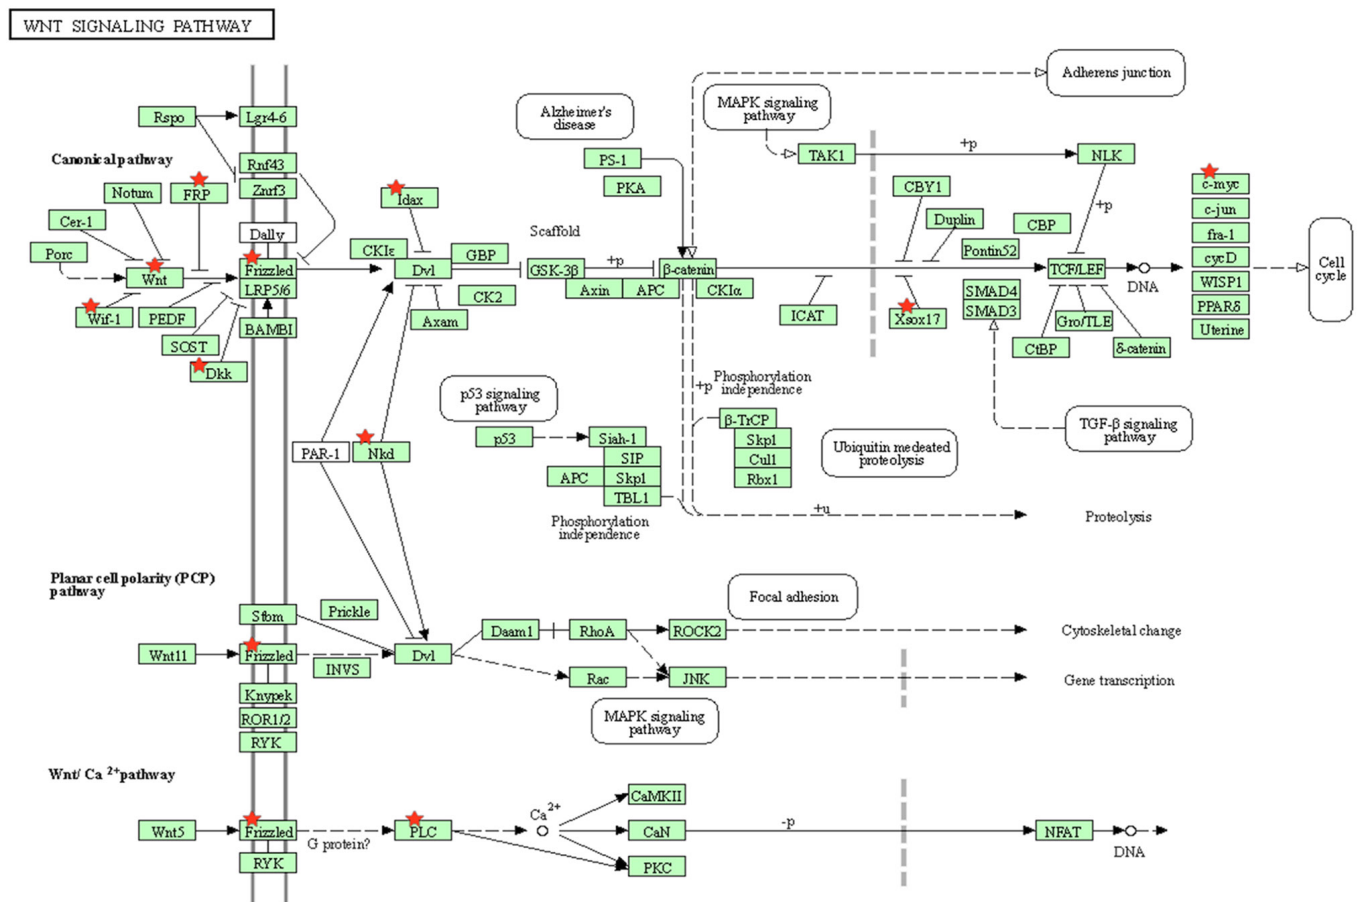 WNT SIGNALING PATHWAY
Adherens junction
Alzheimer's
disease
MAPK signaling
pathway
Rspo
Lgr4-6
Canonical pathway
Rnf43
Znrf3
Notum
FRP
Cer-1
Porc
Wnt
Dally
Frizzled
LRP5/6
Wif-1
PEDF
BAMBI
SOST
Dkk
Idax
CKIε
Dvl
GBP
CK2
Axam
PS-1
PKA
Scaffold
GSK-3β
+p
β-catenin
Axin
APC
CKIα
TAK1
+p
NLK
+p
CBY1
Duplin
CBP
Pontin52
TCF/LEF
DNA
SMAD4
SMAD3
ICAT
Xsox17
Gro/TLE
CtBP
δ-catenin
c-myc
c-jun
fra-1
cycD
WISP1
PPARδ
Uterine
Cell
cycle
p53 signaling
pathway
+p
Phosphorylation
independence
β-TrCP
Skp1
Cul1
Rbx1
Ubiquitin medeated
proteolysis
TGF-β signaling
pathway
PAR-1
Nkd
p53
Siah-1
SIP
APC
Skp1
TBL1
Phosphorylation
independence
+u
Proteolysis
Planar cell polarity (PCP)
pathway
Focal adhesion
Stbm
Prickle
Daam1
RhoA
ROCK2
Cytoskeletal change
Wnt11
Frizzled
INVS
Dvl
Rac
JNK
Gene transcription
Knypek
ROR1/2
RYK
MAPK signaling
pathway
Wnt/ Ca 2+ pathway
Wnt5
Frizzled
G protein?
PLC
Ca2+
CaMKII
CaN
PKC
-p
NFAT
DNA
RYK